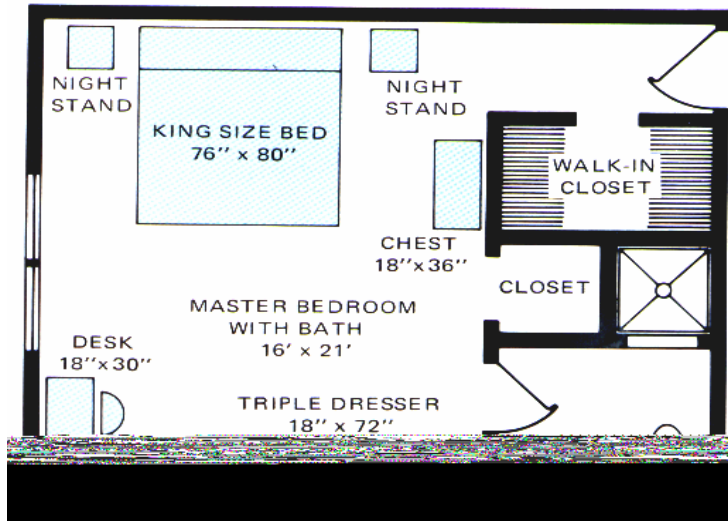 NIGHT
STAND
NIGHT
STAND
KING SIZE BED
76" x 80"
WALK-IN
CLOSET
CHEST
18"x36"
CLOSET
MASTER BEDROOM
WITH BATH
16' x 21'
DESK
18"x30"
TRIPLE DRESSER
18" x 72"